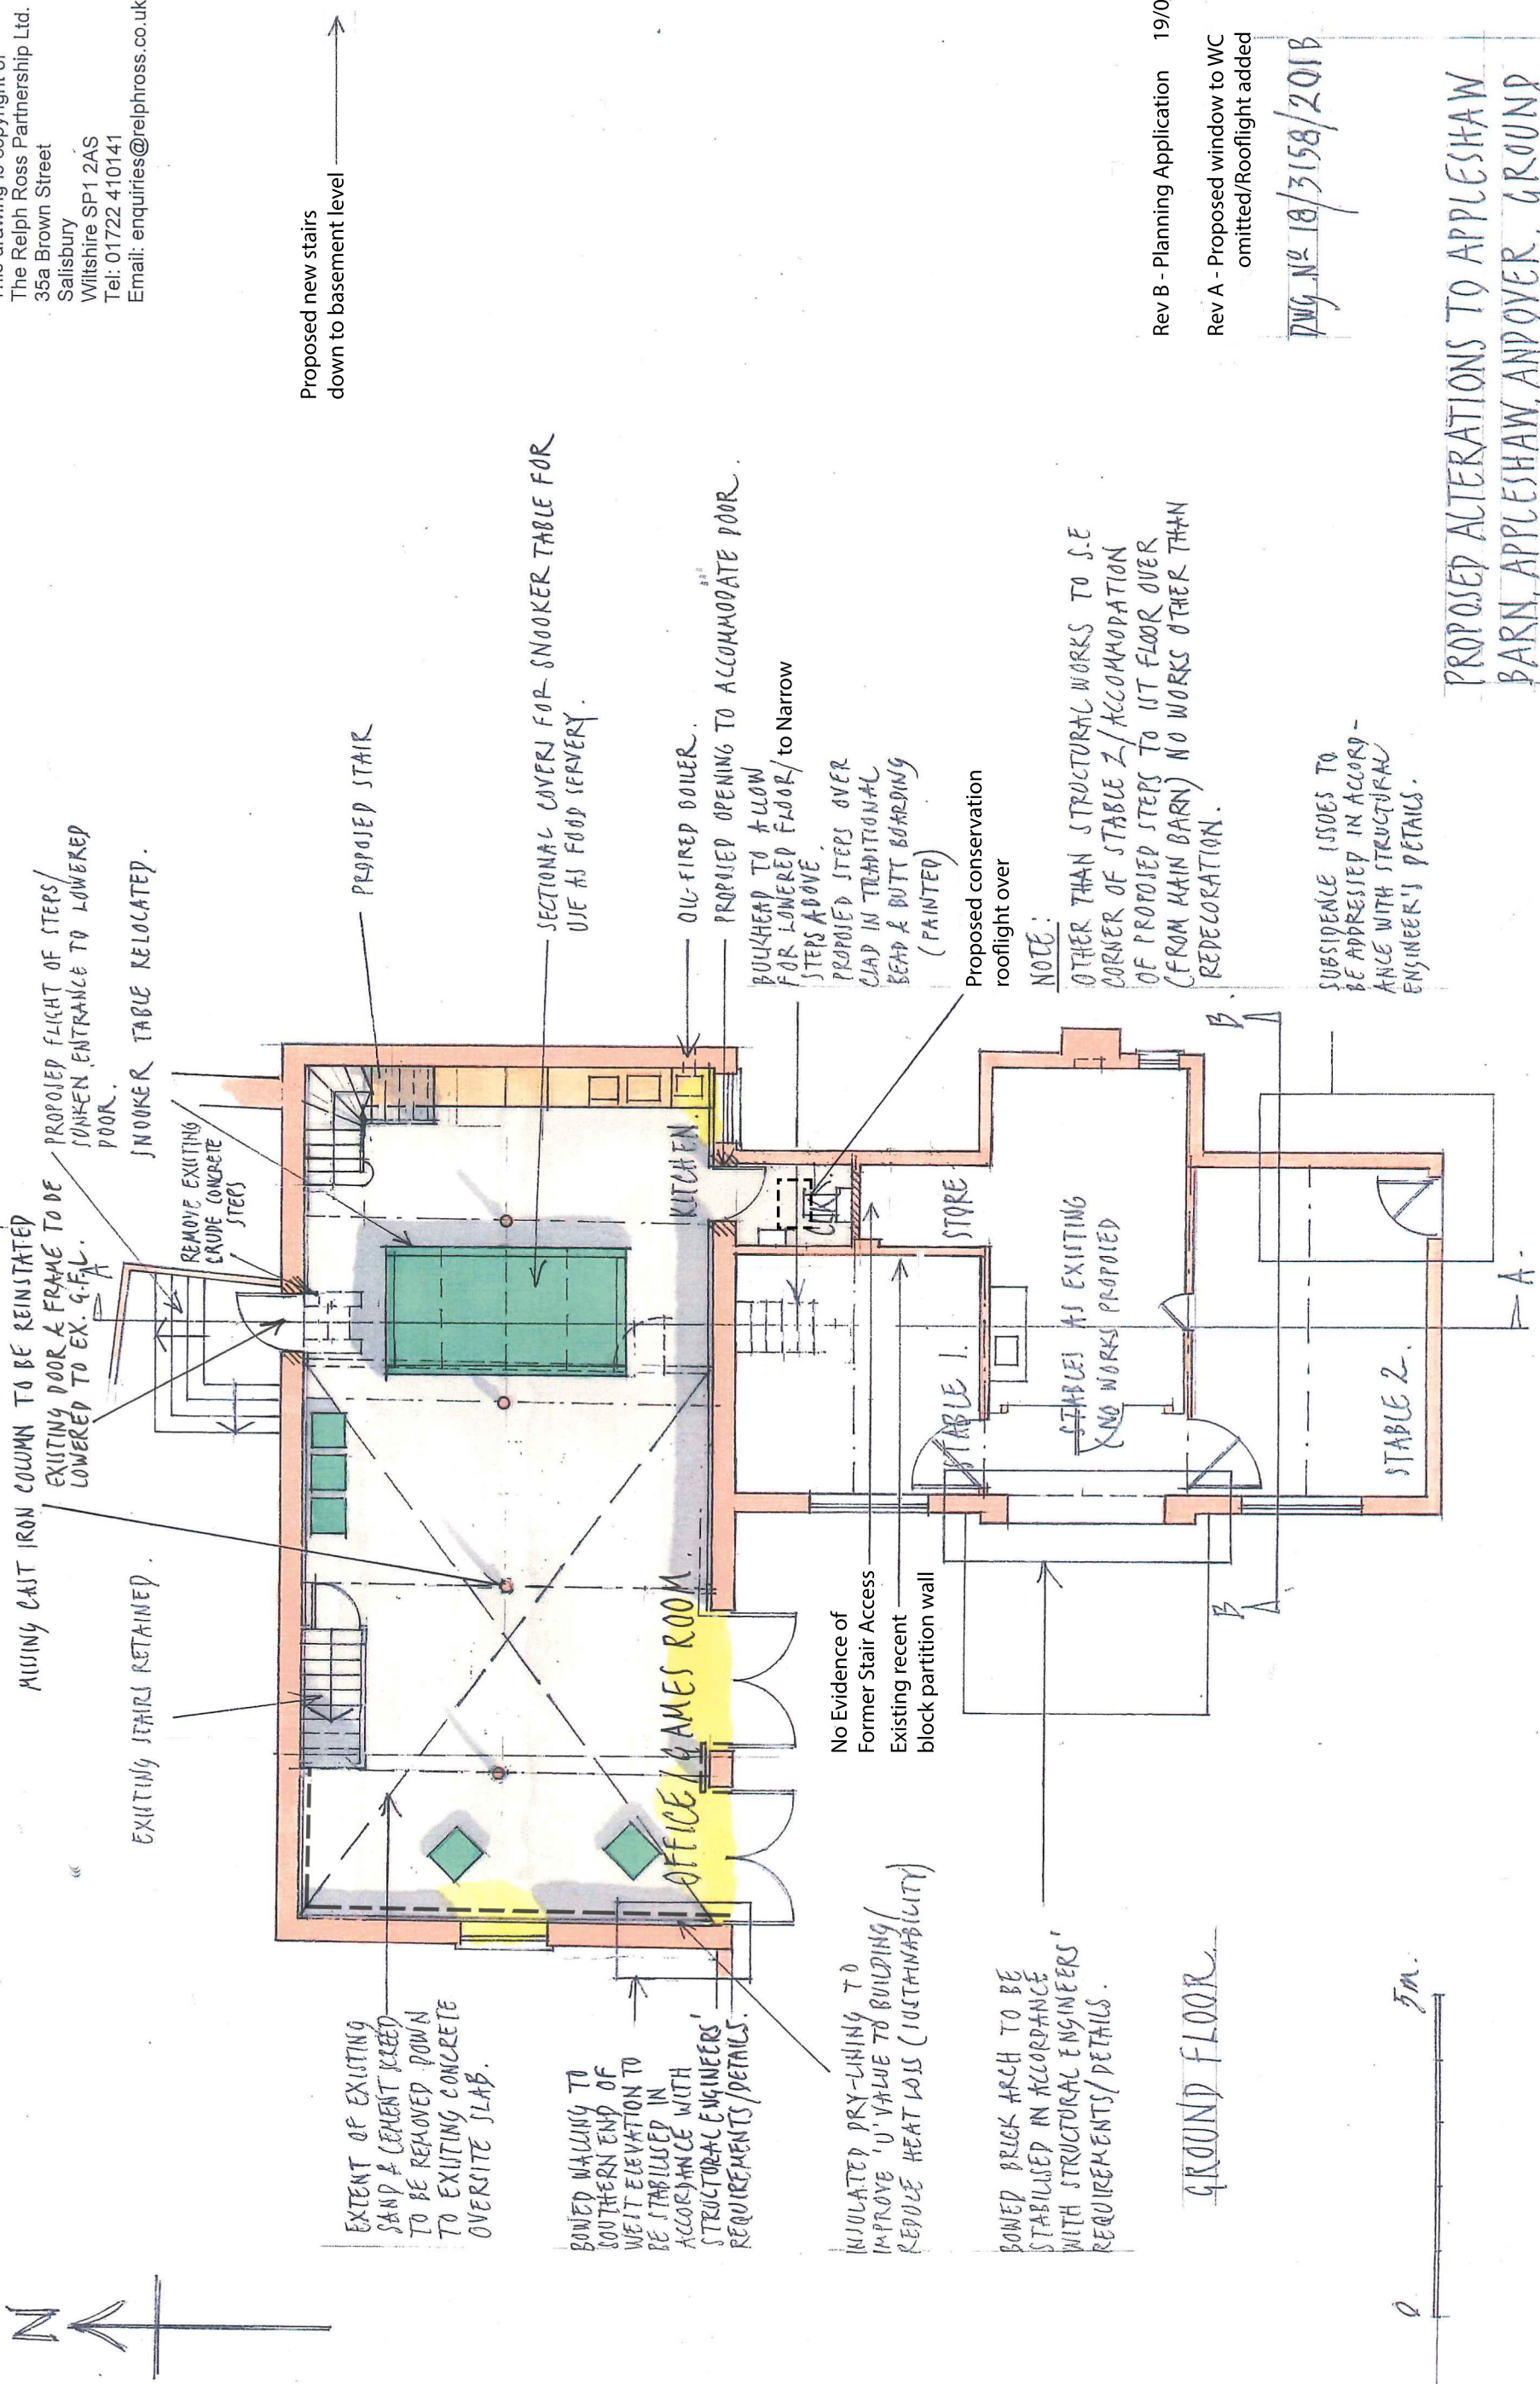 The Relph Ross Partnership Ltd.
35a Brown Street
Salisbury
Wiltshire SP1 2AS
Tel: 01722 410141
Email: enquiries@relphross.co.uk
N
MISSING CAST IRON COLUMN TO BE REINSTATED
EXISTING DOOR & FRAME TO BE
LOWERED TO EX. G.F.L.
A
PROPOSED FLIGHT OF STEPS/
SUNKEN ENTRANCE TO LOWERED
DOOR.
SNOOKER TABLE RELOCATED.
REMOVE EXISTING
CRUDE CONCRETE
STEPS
EXISTING STAIRS RETAINED.
Proposed new stairs
down to basement level
PROPOSED STAIR
SECTIONAL COVERS FOR SNOOKER TABLE FOR
USE AS FOOD SERVERY.
OIL-FIRED BOILER.
PROPOSED OPENING TO ACCOMMODATE DOOR.
BULKHEAD TO ALLOW
FOR LOWERED FLOOR/to Narrow
STEPS ABOVE.
PROPOSED STEPS OVER
CLAD IN TRADITIONAL
BEAD & BUTT BOARDING
(PAINTED)
Proposed conservation
rooflight over
NOTE:
OTHER THAN STRUCTURAL WORKS TO S.E
CORNER OF STABLE 2/ACCOMMODATION
OF PROPOSED STEPS TO 1ST FLOOR OVER
(FROM MAIN BARN) NO WORKS OTHER THAN
REDECORATION.
SUBSIDENCE ISSUES TO
BE ADDRESSED IN ACCORD-
ANCE WITH STRUCTURAL
ENGINEER'S DETAILS.
EXTENT OF EXISTING
SAND & CEMENT SCREED
TO BE REMOVED DOWN
TO EXISTING CONCRETE
OVERSITE SLAB.
BOWED WALLING TO
SOUTHERN END OF
WEST ELEVATION TO
BE STABILISED IN
ACCORDANCE WITH
STRUCTURAL ENGINEERS'
REQUIREMENTS/DETAILS.
INSULATED DRY-LINING TO
IMPROVE 'U' VALUE TO BUILDING/
REDUCE HEAT LOSS (SUSTAINABILITY)
BOWED BRICK ARCH TO BE
STABILISED IN ACCORDANCE
WITH STRUCTURAL ENGINEERS'
REQUIREMENTS/DETAILS.
OFFICE/GAMES ROOM.
KITCHEN.
No Evidence of
Former Stair Access
Existing recent
block partition wall
STABLE 1.
STORE
STABLES AS EXISTING
(NO WORKS PROPOSED
STABLE 2.
B
B.
A.
GROUND FLOOR.
0
5m.
Rev B - Planning Application 19/0
Rev A - Proposed window to WC
omitted/Rooflight added
DWG Nº 18/3158/201B
PROPOSED ALTERATIONS TO APPLESHAW
BARN, APPLESHAW, ANDOVER. GROUND